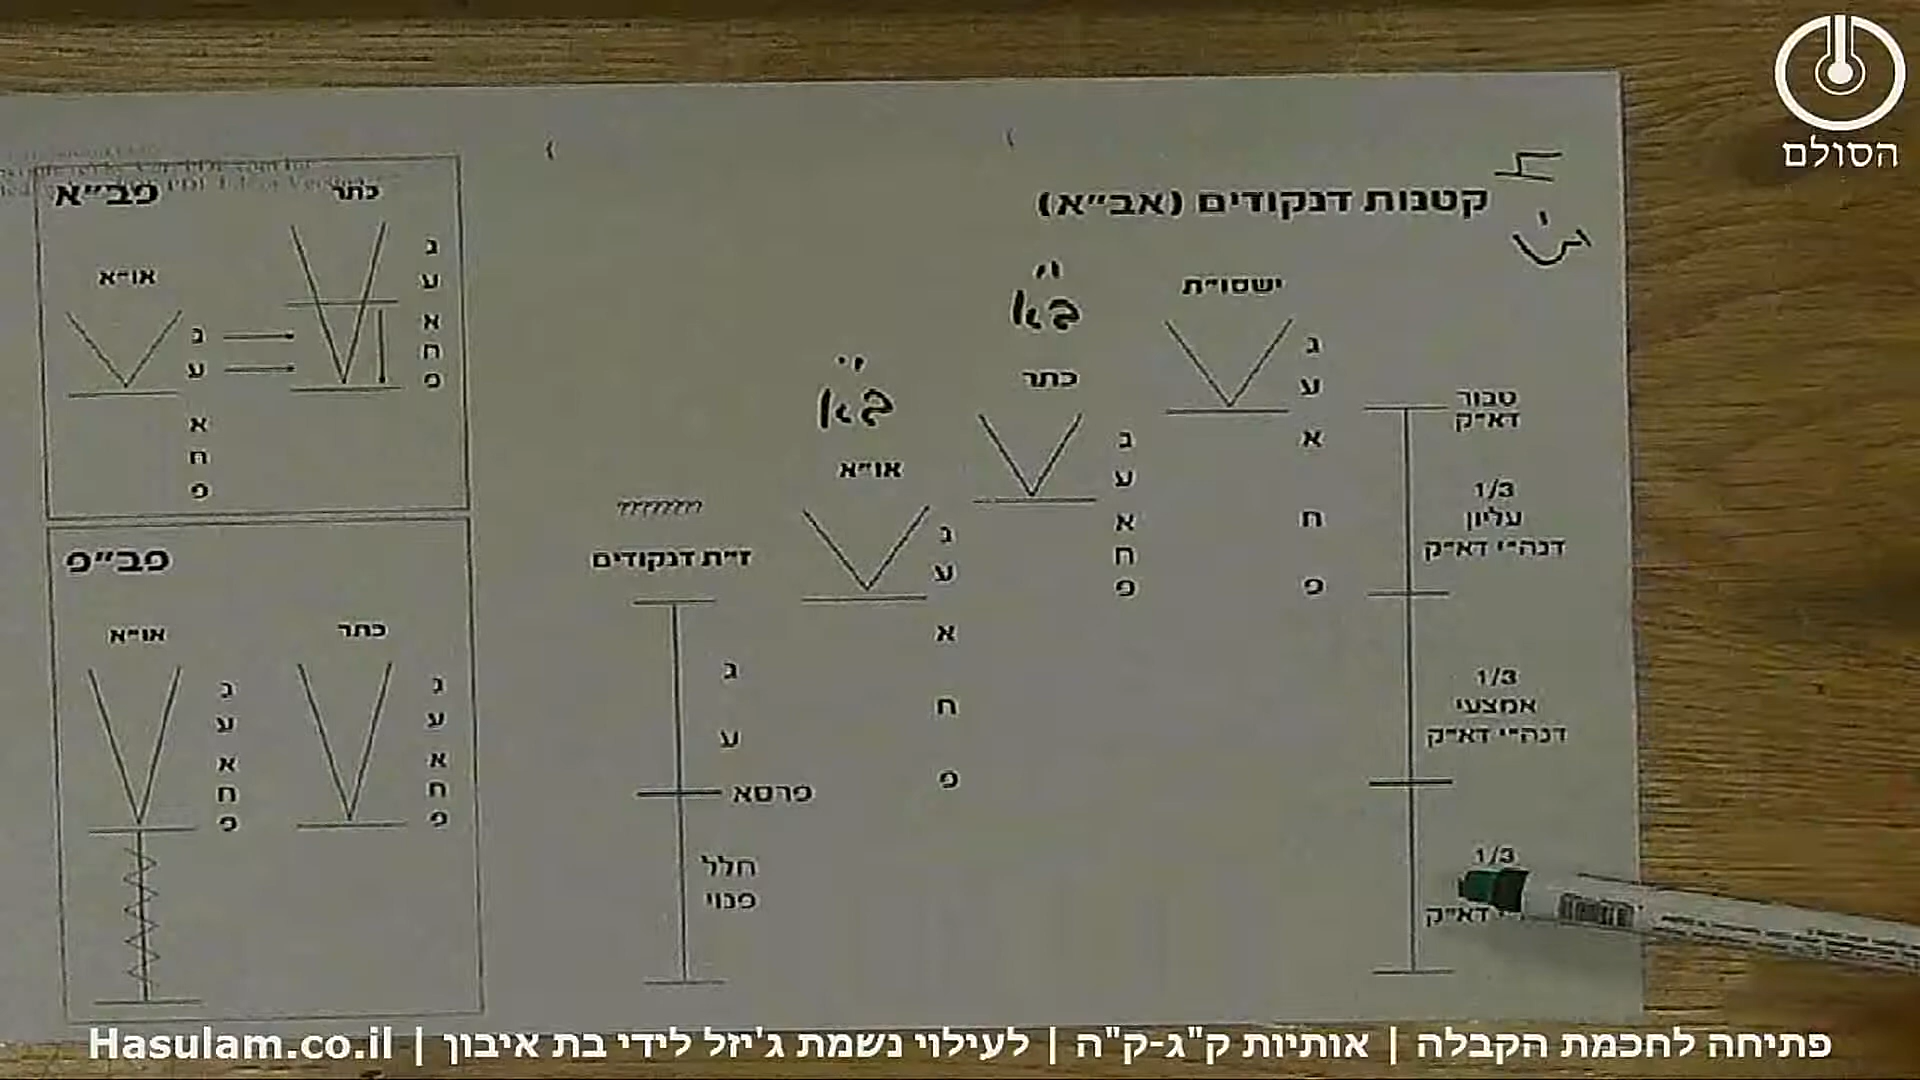 הסולם
קטנות דנקודים (אב״א)
ישסו״ת
ג
ע
א
ח
פ
טבור
דא״ק
1/3
עליון
דנה״י דא״ק
1/3
אמצעי
דנה״י דא״ק
1/3
דא״ק
כתר
ג
ע
א
ח
פ
או״א
ג
ע
א
ח
פ
????????
ז״ת דנקודים
ג
ע
פרסא
חלל
פנוי
פב״א
כתר
ג
ע
א
ח
פ
או״א
ג
ע
א
ח
פ
פב״פ
כתר
ג
ע
א
ח
פ
או״א
ג
ע
א
ח
פ
פתיחה לחכמת הקבלה | אותיות ק"ג-ק"ה | לעילוי נשמת ג'יזל לידי בת איבון | Hasulam.co.il